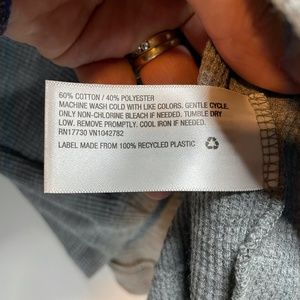 60% COTTON / 40% POLYESTER
MACHINE WASH COLD WITH LIKE COLORS. GENTLE CYCLE.
ONLY NON-CHLORINE BLEACH IF NEEDED. TUMBLE DRY
LOW. REMOVE PROMPTLY. COOL IRON IF NEEDED.
RN17730 VN1042782
LABEL MADE FROM 100% RECYCLED PLASTIC